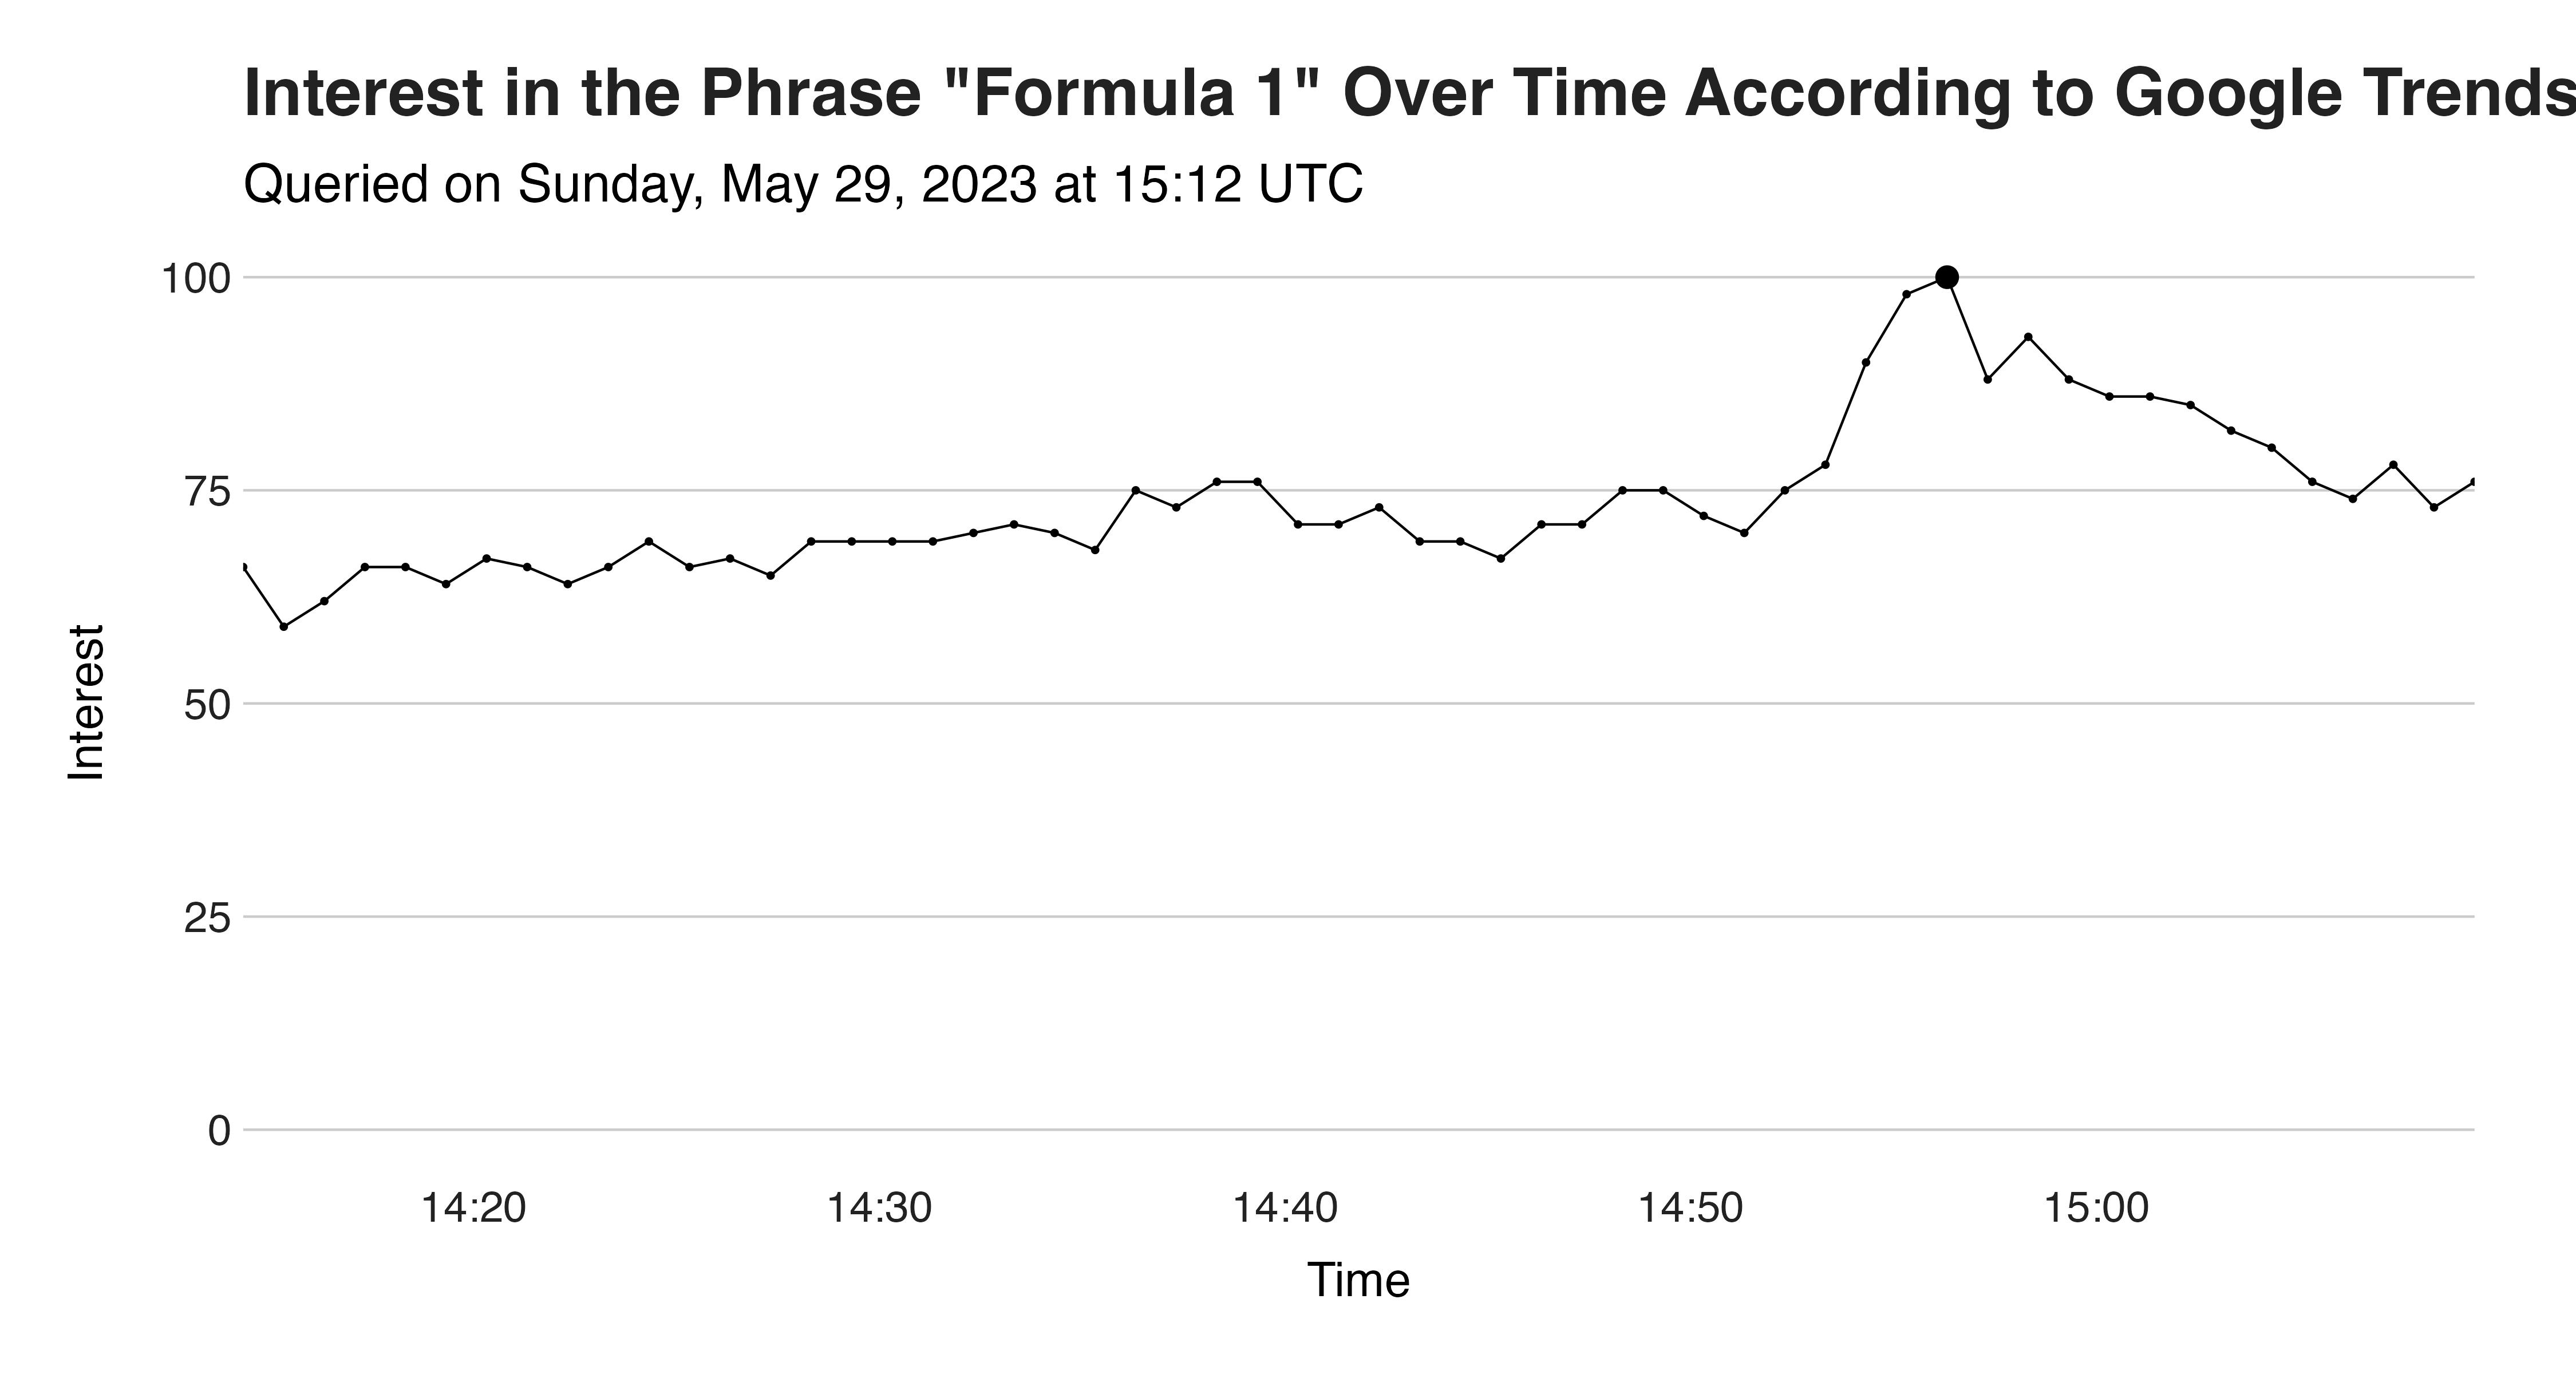 Interest in the Phrase "Formula 1" Over Time According to Google Trends
Queried on Sunday, May 29, 2023 at 15:12 UTC
100
75
50
25
0
Interest
14:20 14:30 14:40 14:50 15:00
Time